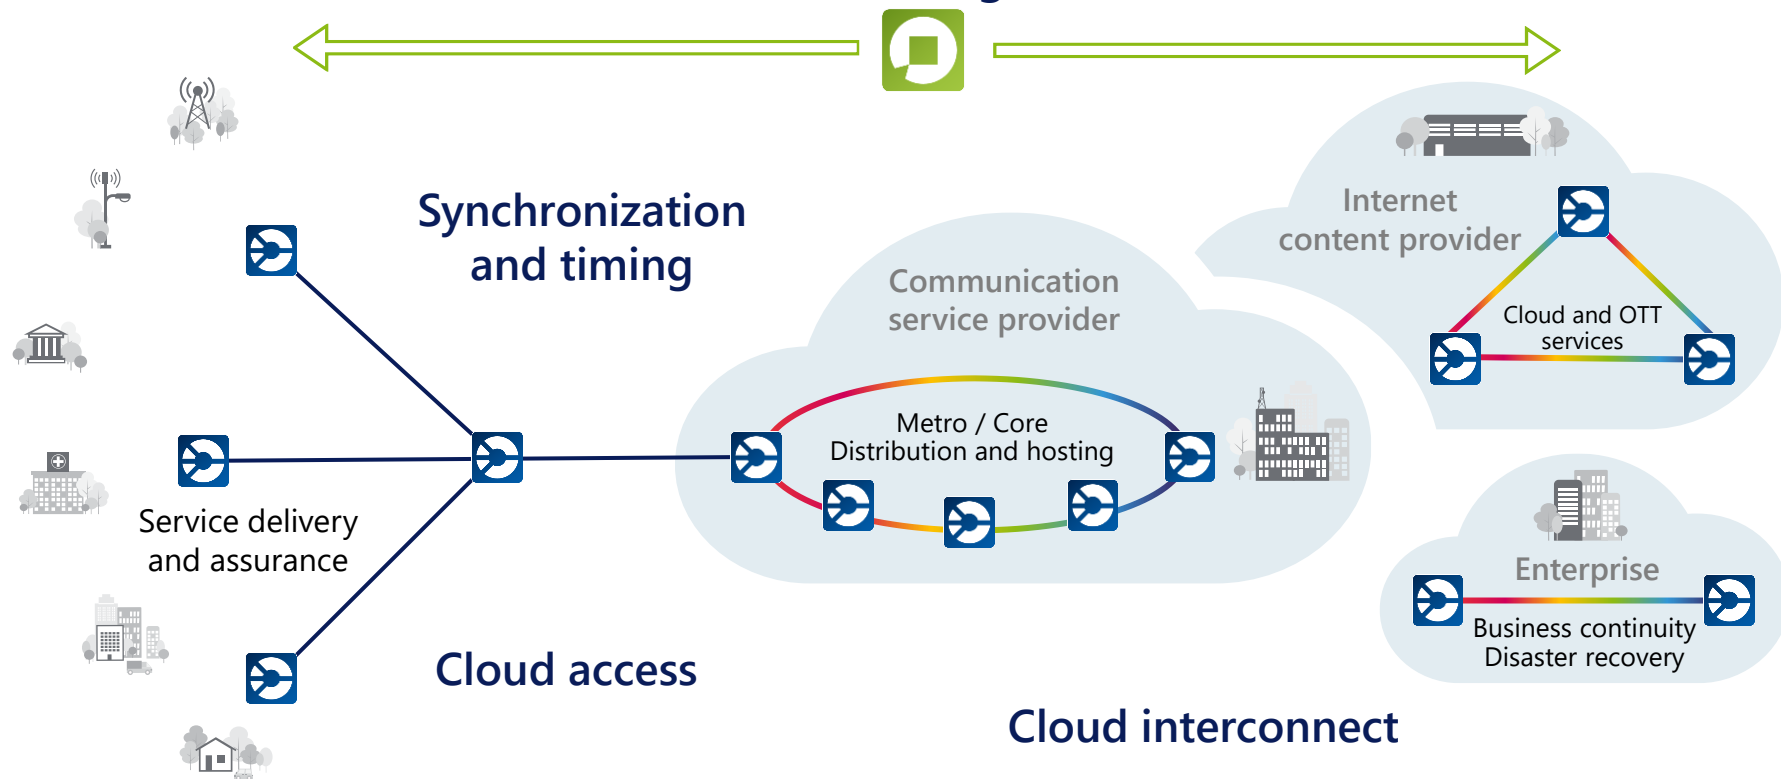 Synchronization
and timing
Internet
content provider
Communication
service provider
Cloud and OTT
services
Metro / Core
Distribution and hosting
Service delivery
and assurance
Enterprise
Business continuity
Disaster recovery
Cloud access
Cloud interconnect